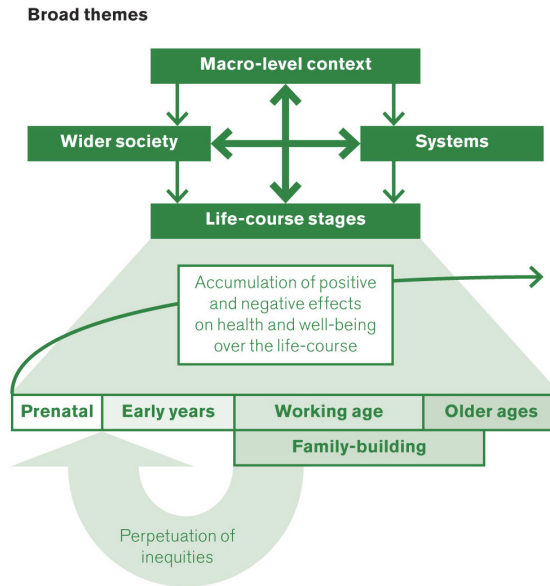 Broad themes
Macro-level context
Wider society
Systems
Life-course stages
Accumulation of positive
and negative effects
on health and well-being
over the life-course
Prenatal
Early years
Working age
Older ages
Family-building
Perpetuation of
inequities